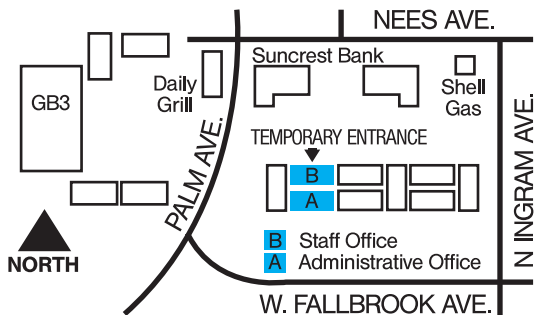 NEES AVE.
Suncrest Bank
Daily
Grill
Shell
Gas
GB3
TEMPORARY ENTRANCE
B
A
PALM AVE.
N INGRAM AVE.
B Staff Office
A Administrative Office
NORTH
W. FALLBROOK AVE.